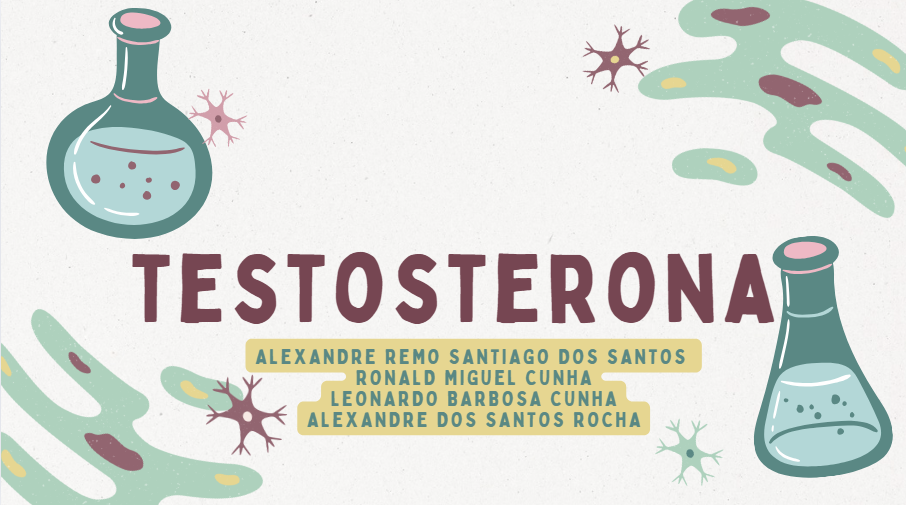 TESTOSTERONA
ALEXANDRE REMO SANTIAGO DOS SANTOS
RONALD MIGUEL CUNHA
LEONARDO BARBOSA CUNHA
ALEXANDRE DOS SANTOS ROCHA